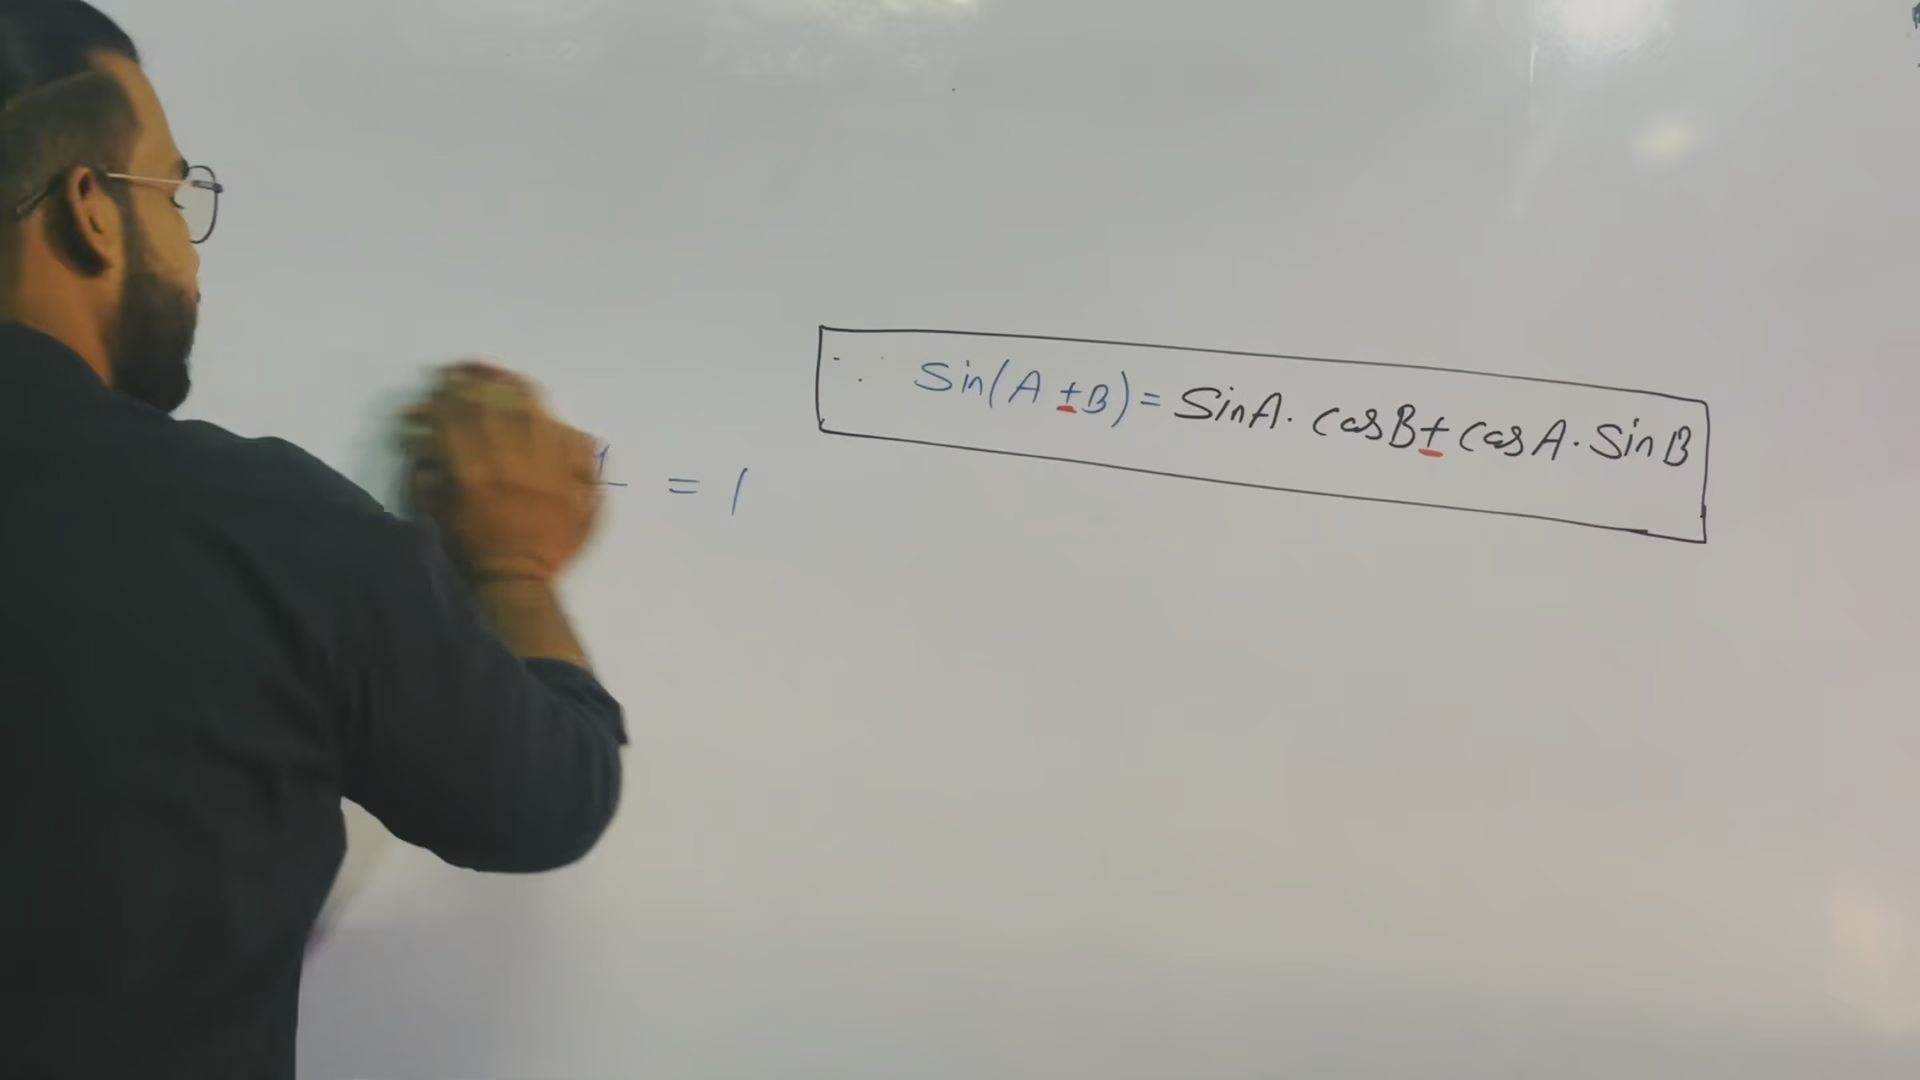 = 1
∵ Sin(A ± B) = SinA. CosB ± CosA. SinB